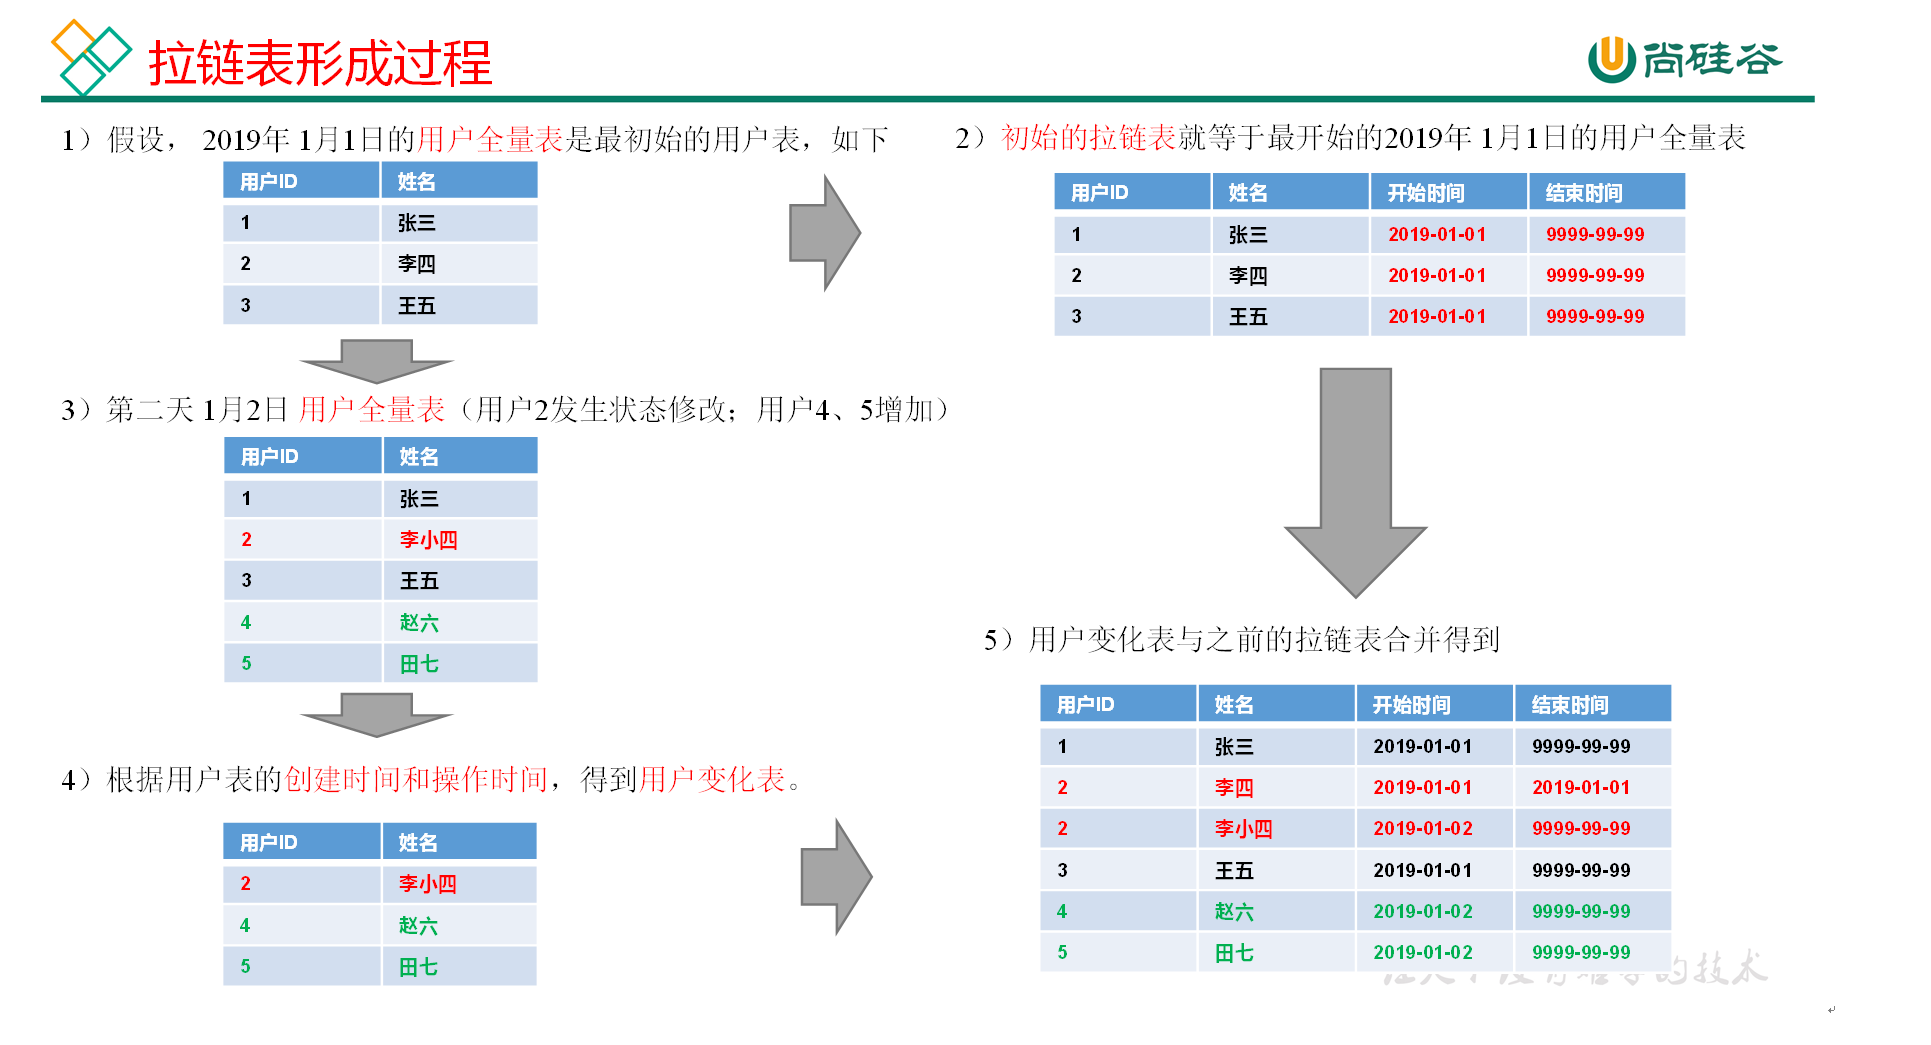 拉链表形成过程
尚硅谷
1）假设， 2019年 1月1日的用户全量表是最初始的用户表，如下
用户ID 姓名
1 张三
2 李四
3 王五
2）初始的拉链表就等于最开始的2019年 1月1日的用户全量表
用户ID 姓名 开始时间 结束时间
1 张三 2019-01-01 9999-99-99
2 李四 2019-01-01 9999-99-99
3 王五 2019-01-01 9999-99-99
3）第二天 1月2日 用户全量表（用户2发生状态修改；用户4、5增加）
用户ID 姓名
1 张三
2 李小四
3 王五
4 赵六
5 田七
4）根据用户表的创建时间和操作时间，得到用户变化表。
用户ID 姓名
2 李小四
4 赵六
5 田七
5）用户变化表与之前的拉链表合并得到
用户ID 姓名 开始时间 结束时间
1 张三 2019-01-01 9999-99-99
2 李四 2019-01-01 2019-01-01
2 李小四 2019-01-02 9999-99-99
3 王五 2019-01-01 9999-99-99
4 赵六 2019-01-02 9999-99-99
5 田七 2019-01-02 9999-99-99
的技术